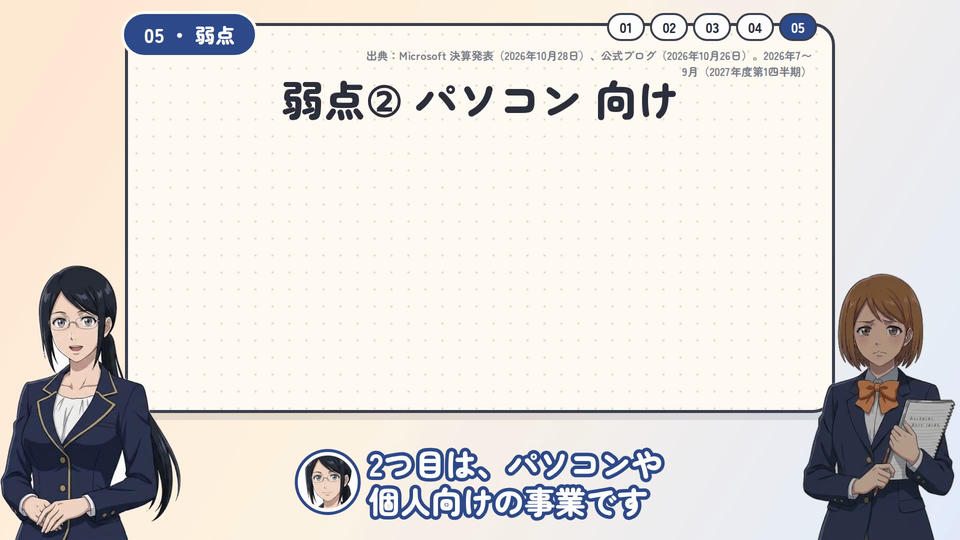 05 ・ 弱点
01 02 03 04 05
出典：Microsoft 決算発表（2026年10月28日）、公式ブログ（2026年10月26日）。2026年7〜
9月（2027年度第1四半期）
弱点② パソコン 向け
2つ目は、パソコンや
個人向けの事業です